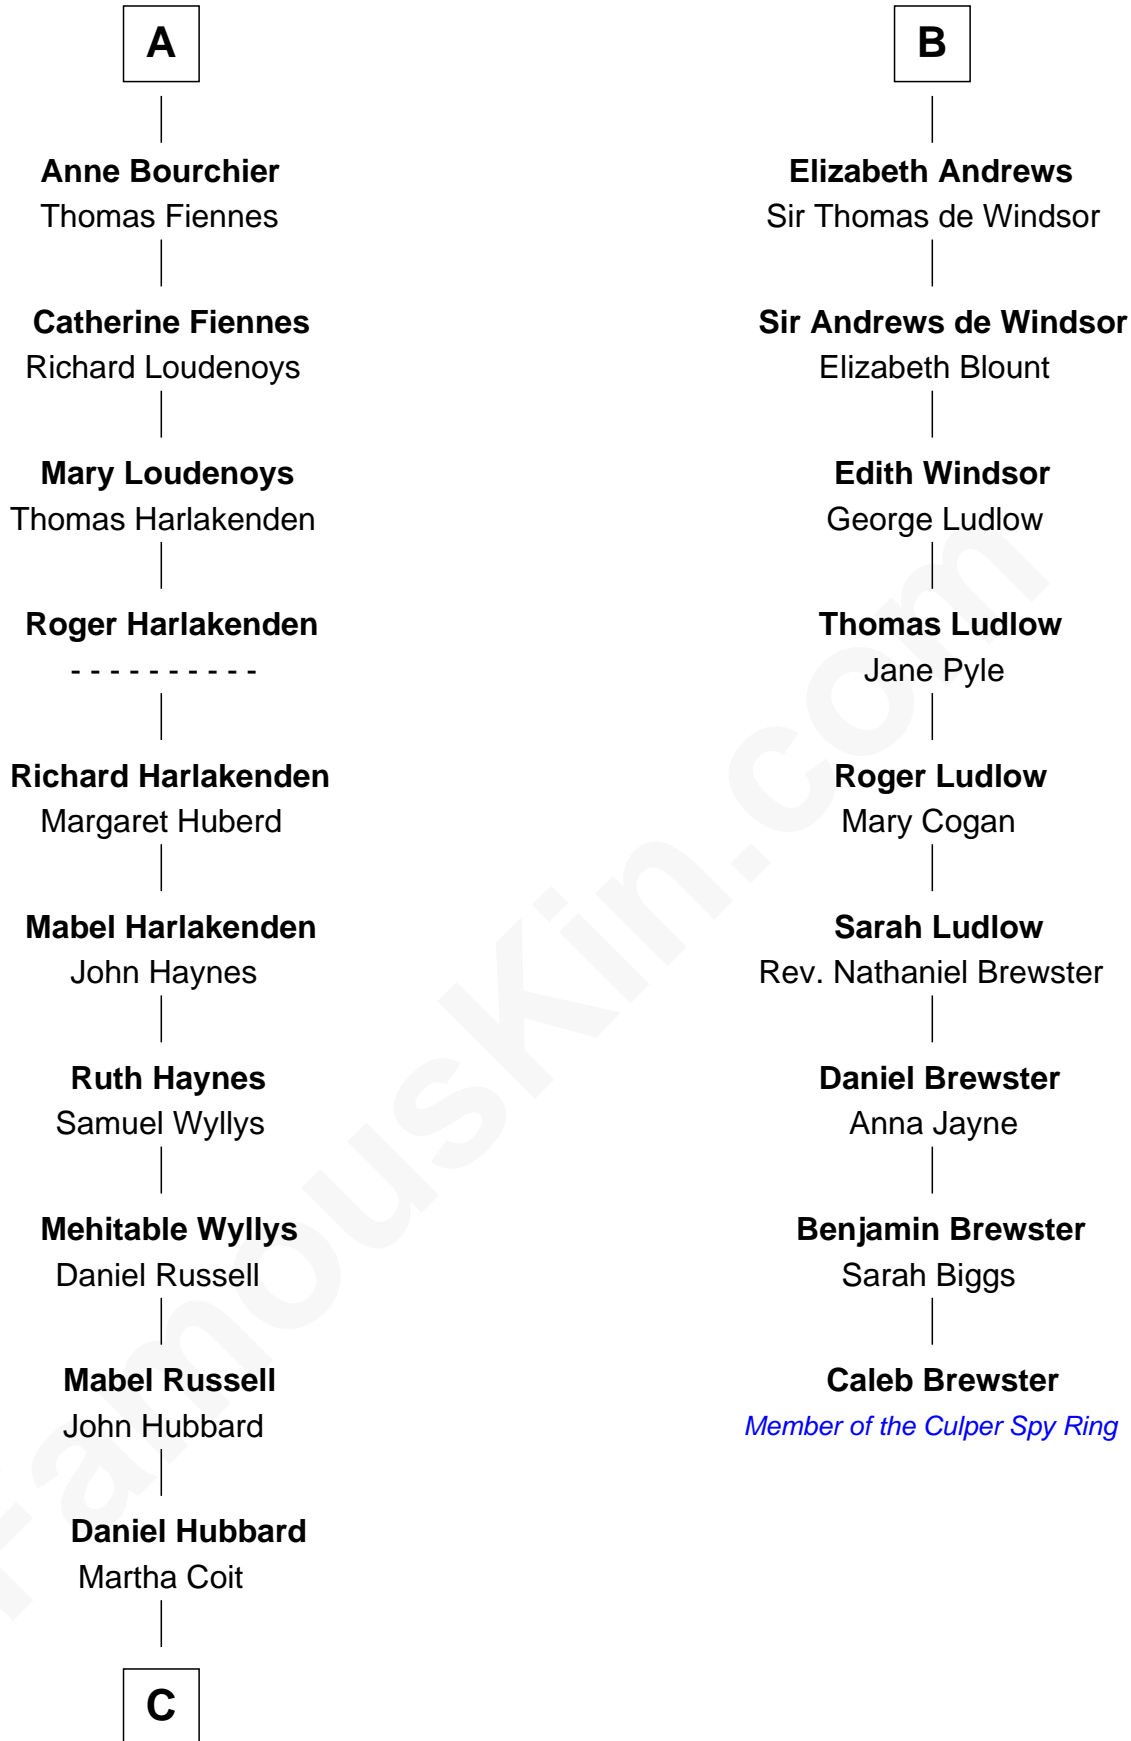 A
Anne Bourchier
Thomas Fiennes
Catherine Fiennes
Richard Loudenoys
Mary Loudenoys
Thomas Harlakenden
Roger Harlakenden
- - - - - - - - - -
Richard Harlakenden
Margaret Huberd
Mabel Harlakenden
John Haynes
Ruth Haynes
Samuel Wyllys
Mehitable Wyllys
Daniel Russell
Mabel Russell
John Hubbard
Daniel Hubbard
Martha Coit
C
B
Elizabeth Andrews
Sir Thomas de Windsor
Sir Andrews de Windsor
Elizabeth Blount
Edith Windsor
George Ludlow
Thomas Ludlow
Jane Pyle
Roger Ludlow
Mary Cogan
Sarah Ludlow
Rev. Nathaniel Brewster
Daniel Brewster
Anna Jayne
Benjamin Brewster
Sarah Biggs
Caleb Brewster
Member of the Culper Spy Ring
FamousKin.com